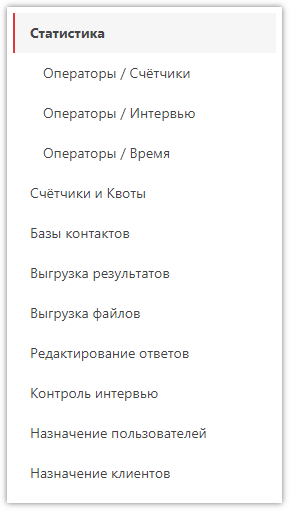 Статистика
Операторы / Счётчики
Операторы / Интервью
Операторы / Время
Счётчики и Квоты
Базы контактов
Выгрузка результатов
Выгрузка файлов
Редактирование ответов
Контроль интервью
Назначение пользователей
Назначение клиентов